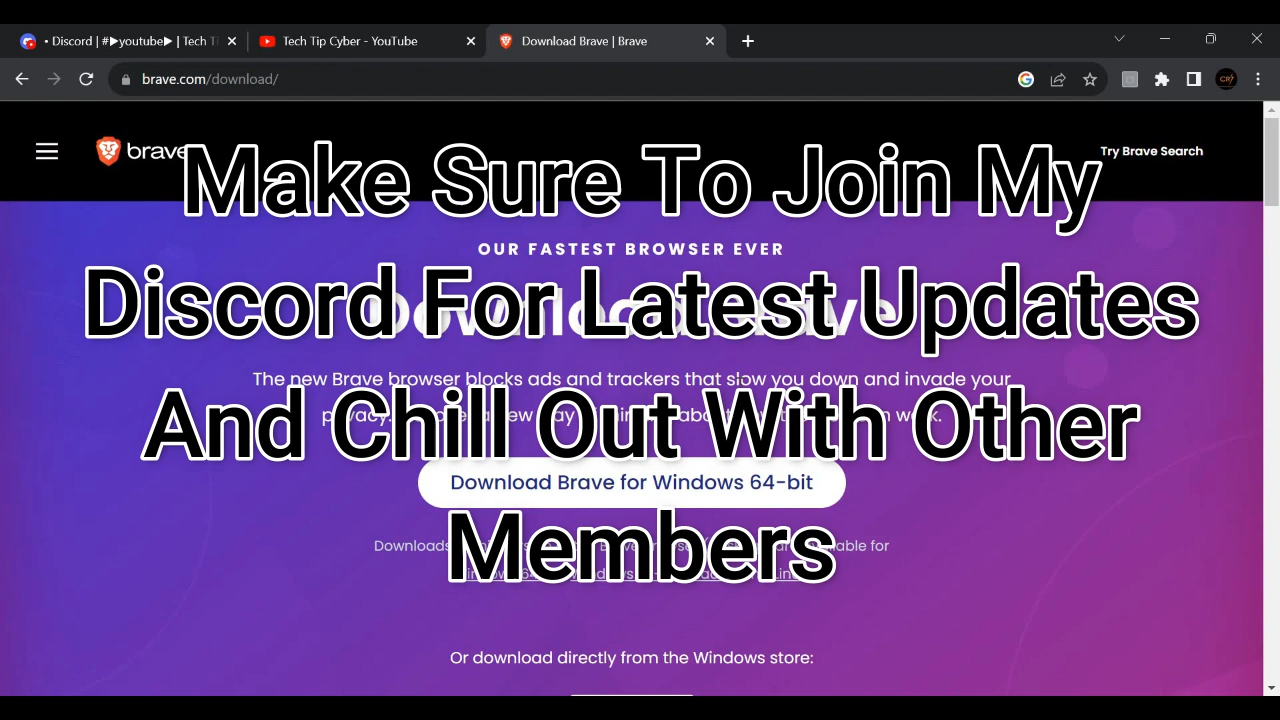 • Discord | #▶youtube▶ | Tech Ti
Tech Tip Cyber - YouTube
Download Brave | Brave
brave.com/download/
brave
Try Brave Search
Make Sure To Join My
OUR FASTEST BROWSER EVER
Discord For Latest Updates
The new Brave browser blocks ads and trackers that slow you down and invade your
And Chill Out With Other
Download Brave for Windows 64-bit
Members
Or download directly from the Windows store: